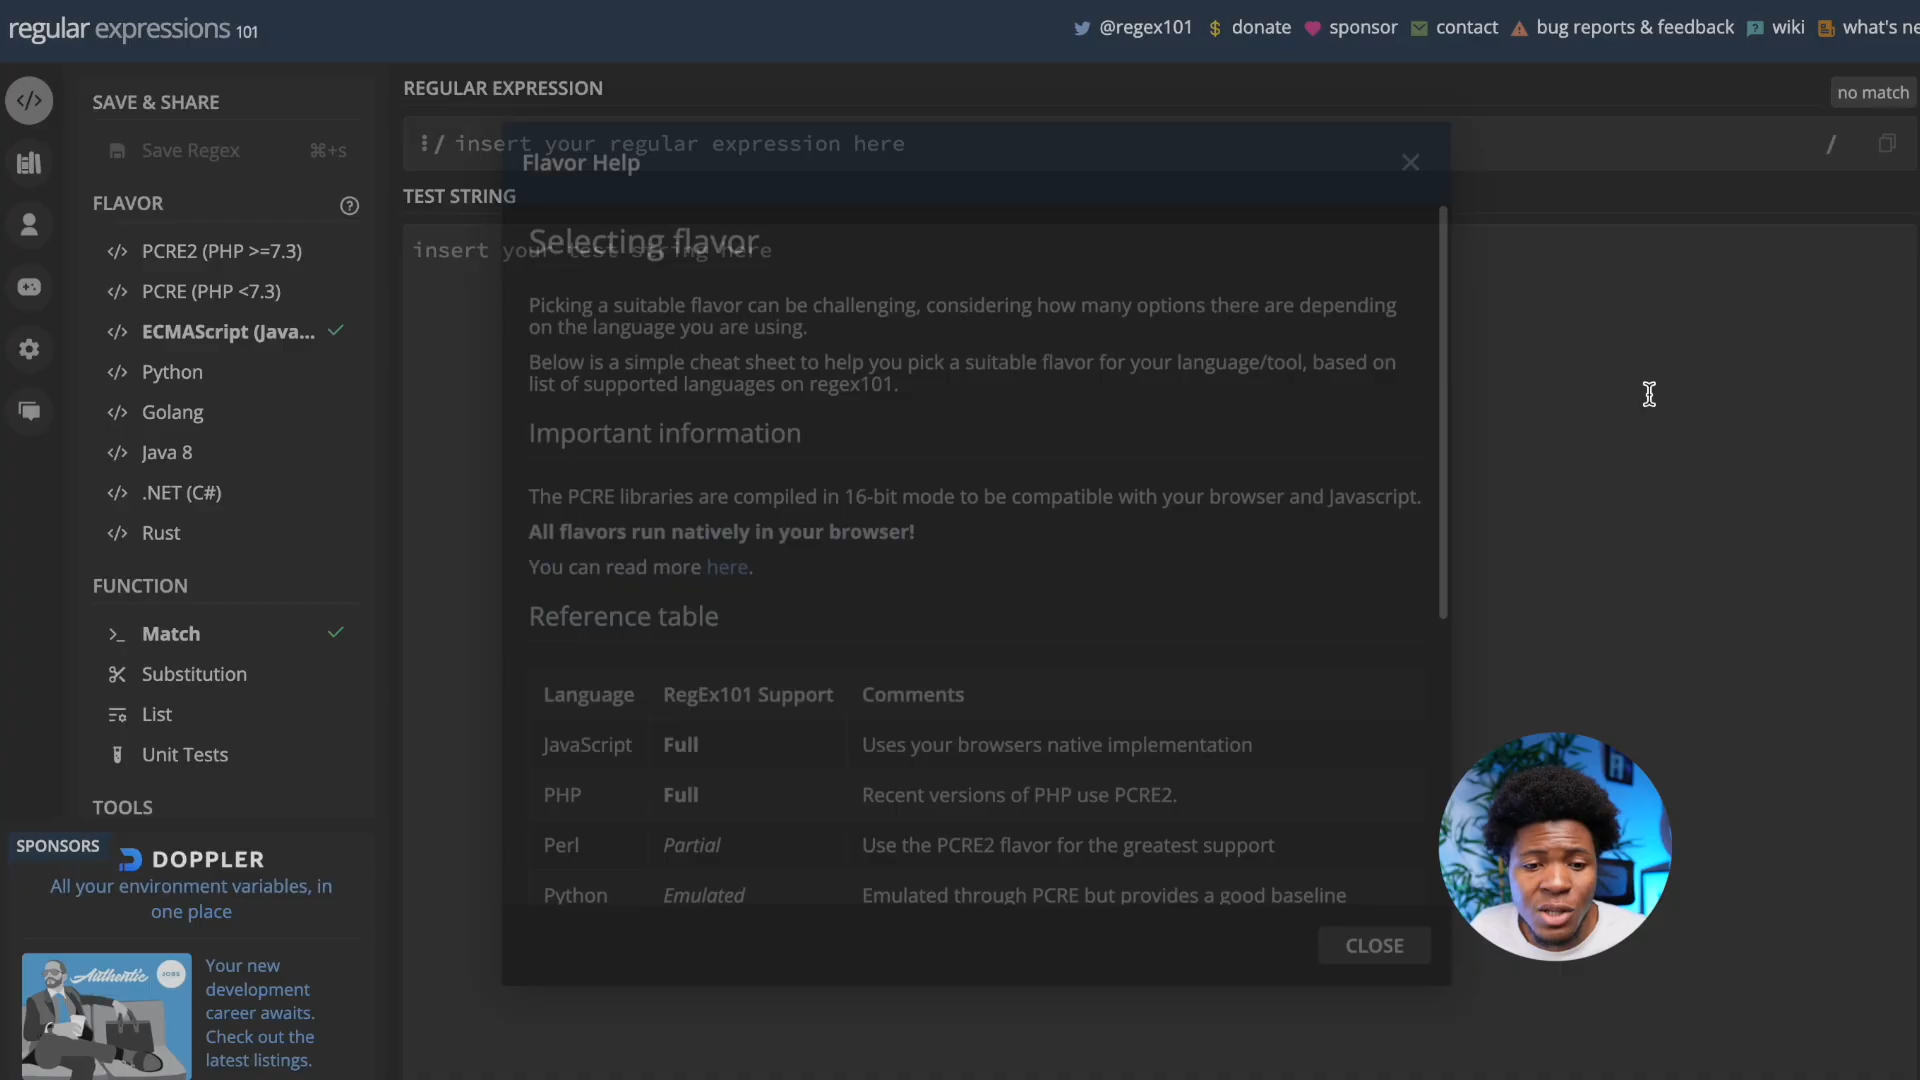 regular expressions 101
@regex101
donate
sponsor
contact
bug reports & feedback
wiki
what's ne
SAVE & SHARE
Save Regex ⌘+s
FLAVOR
PCRE2 (PHP >=7.3)
PCRE (PHP <7.3)
ECMAScript (Java...
Python
Golang
Java 8
.NET (C#)
Rust
FUNCTION
Match
Substitution
List
Unit Tests
TOOLS
SPONSORS
DOPPLER
All your environment variables, in
one place
Authentic JOBS
Your new
development
career awaits.
Check out the
latest listings.
REGULAR EXPRESSION
no match
/ insert your regular expression here /
TEST STRING
insert your test string here
Flavor Help
Selecting flavor
Picking a suitable flavor can be challenging, considering how many options there are depending
on the language you are using.
Below is a simple cheat sheet to help you pick a suitable flavor for your language/tool, based on
list of supported languages on regex101.
Important information
The PCRE libraries are compiled in 16-bit mode to be compatible with your browser and Javascript.
All flavors run natively in your browser!
You can read more here.
Reference table
Language RegEx101 Support Comments
JavaScript Full Uses your browsers native implementation
PHP Full Recent versions of PHP use PCRE2.
Perl Partial Use the PCRE2 flavor for the greatest support
Python Emulated Emulated through PCRE but provides a good baseline
CLOSE